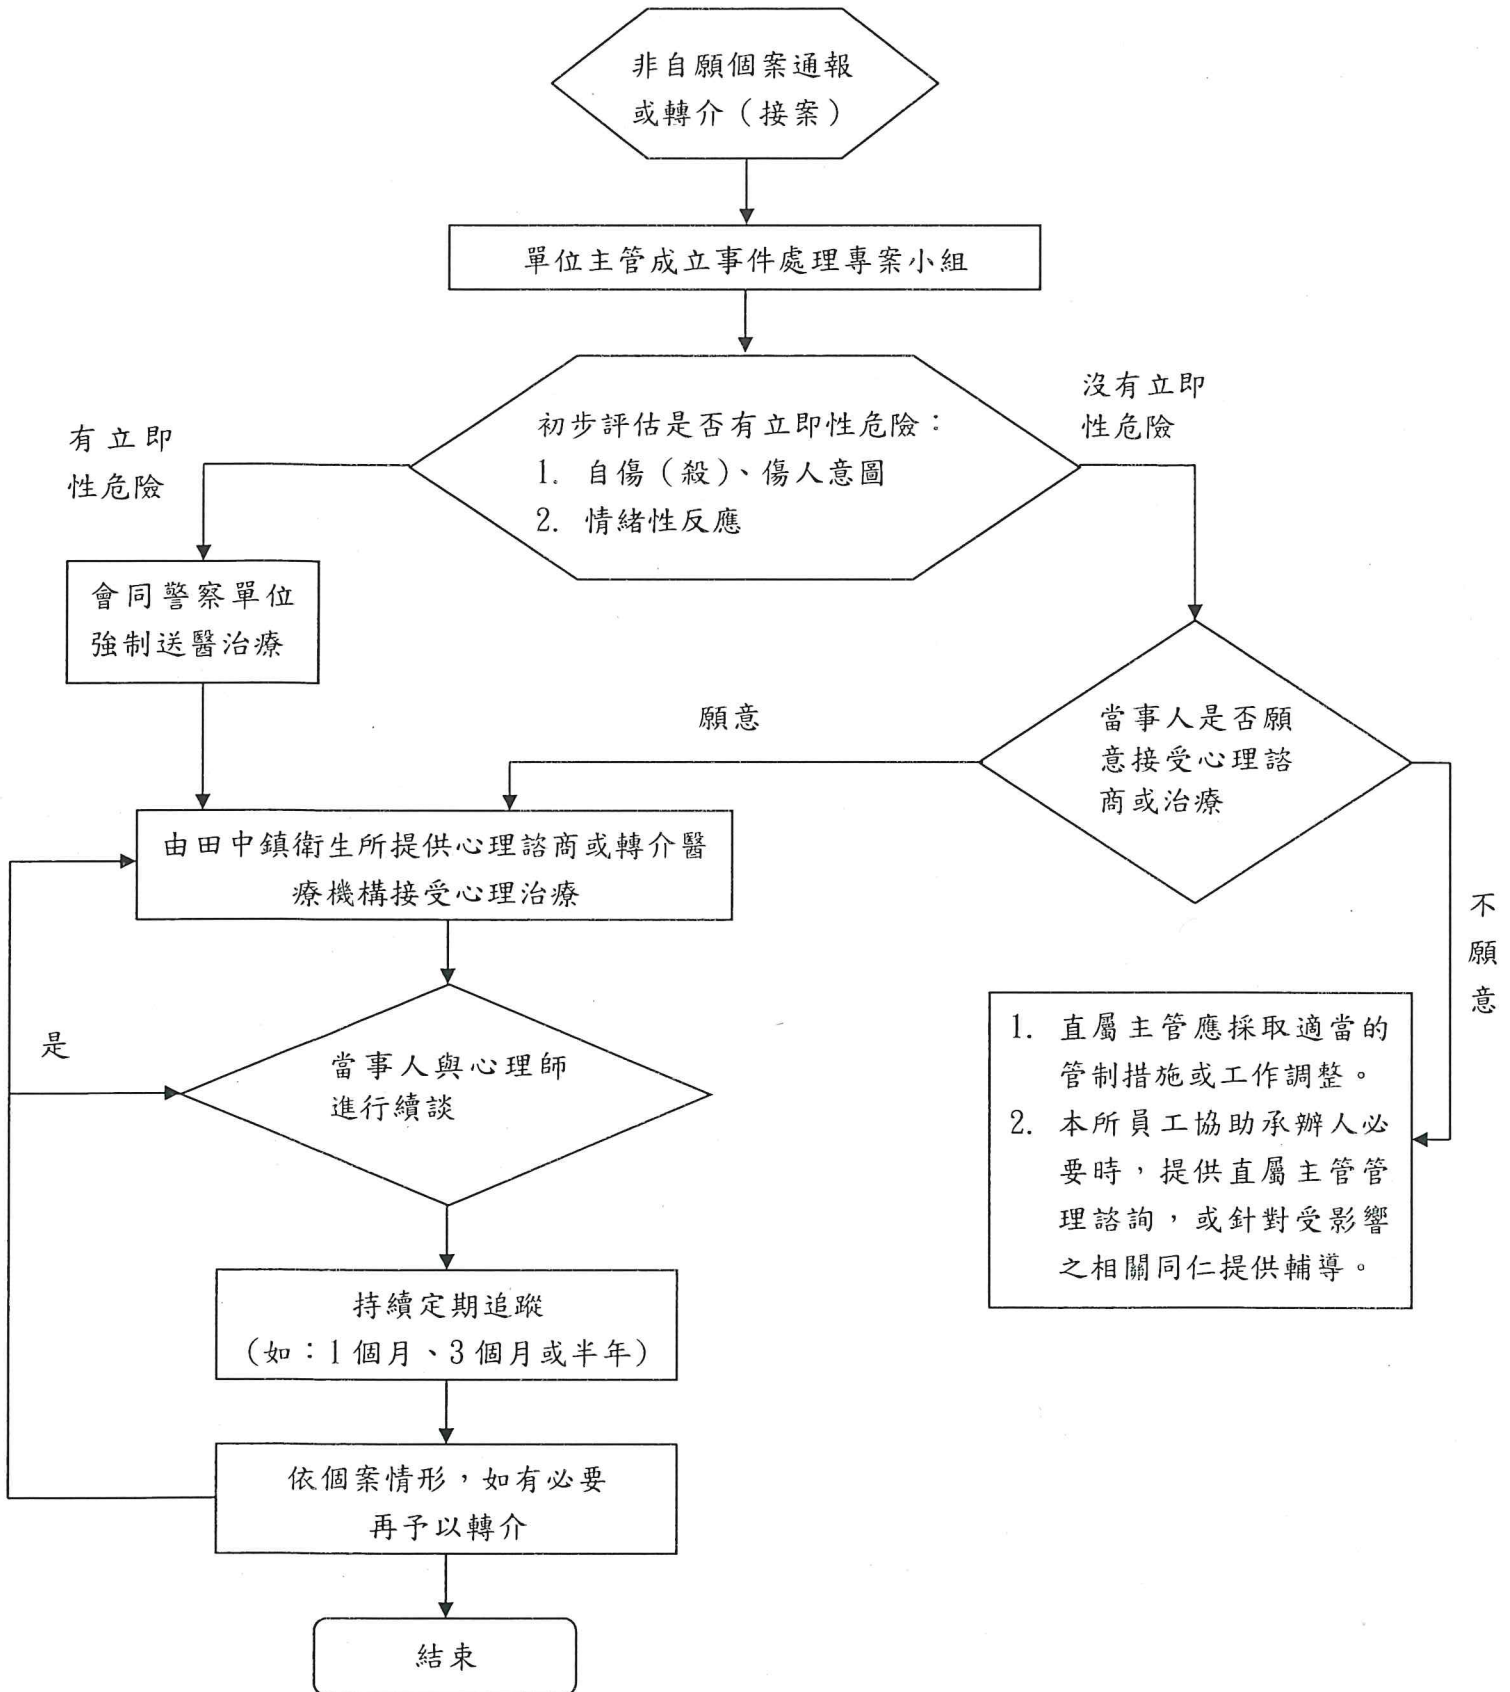 非自願個案通報
或轉介（接案）
單位主管成立事件處理專案小組
初步評估是否有立即性危險：
1. 自傷（殺）、傷人意圖
2. 情緒性反應
有立即
性危險
沒有立即
性危險
會同警察單位
強制送醫治療
當事人是否願
意接受心理諮
商或治療
願意
不
願
意
由田中鎮衛生所提供心理諮商或轉介醫
療機構接受心理治療
1. 直屬主管應採取適當的
管制措施或工作調整。
2. 本所員工協助承辦人必
要時，提供直屬主管管
理諮詢，或針對受影響
之相關同仁提供輔導。
是
當事人與心理師
進行續談
持續定期追蹤
(如：1個月、3個月或半年)
依個案情形，如有必要
再予以轉介
結束